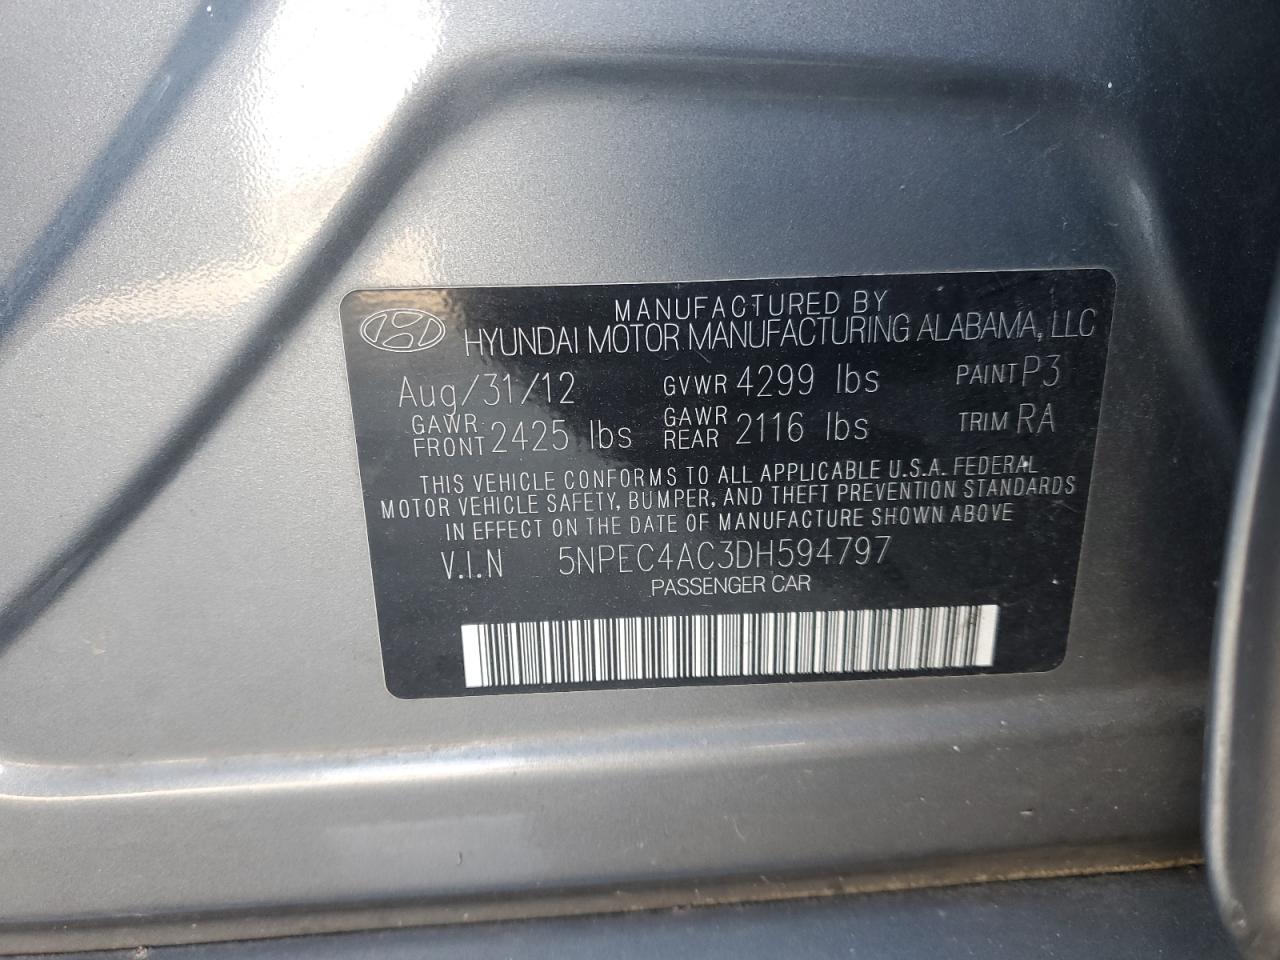 MANUFACTURED BY
HYUNDAI MOTOR MANUFACTURING ALABAMA, LLC
Aug/31/12 GVWR 4299 lbs PAINT P3
GAWR FRONT 2425 lbs GAWR REAR 2116 lbs TRIM RA
THIS VEHICLE CONFORMS TO ALL APPLICABLE U.S.A. FEDERAL
MOTOR VEHICLE SAFETY, BUMPER, AND THEFT PREVENTION STANDARDS
IN EFFECT ON THE DATE OF MANUFACTURE SHOWN ABOVE
V.I.N 5NPEC4AC3DH594797
PASSENGER CAR